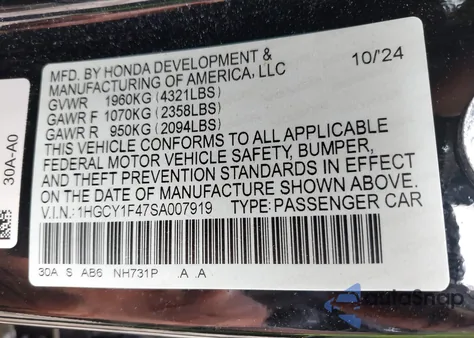 MFD. BY HONDA DEVELOPMENT & 10/'24
MANUFACTURING OF AMERICA, LLC
GVWR 1960KG (4321LBS)
GAWR F 1070KG (2358LBS)
GAWR R 950KG (2094LBS)
THIS VEHICLE CONFORMS TO ALL APPLICABLE
FEDERAL MOTOR VEHICLE SAFETY, BUMPER,
AND THEFT PREVENTION STANDARDS IN EFFECT
ON THE DATE OF MANUFACTURE SHOWN ABOVE.
V.I.N.: 1HGCY1F47SA007919 TYPE:PASSENGER CAR
30A S AB6 NH731P .A .A
30A-A0
autoSnap